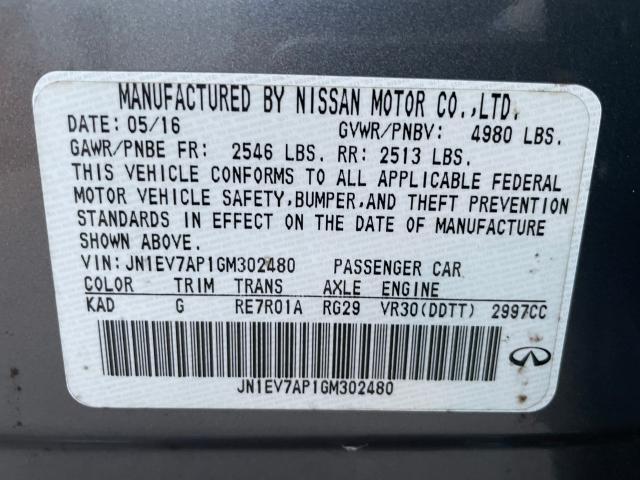 MANUFACTURED BY NISSAN MOTOR CO.,LTD.
DATE: 05/16 GVWR/PNBV: 4980 LBS.
GAWR/PNBE FR: 2546 LBS. RR: 2513 LBS.
THIS VEHICLE CONFORMS TO ALL APPLICABLE FEDERAL
MOTOR VEHICLE SAFETY,BUMPER,AND THEFT PREVENTION
STANDARDS IN EFFECT ON THE DATE OF MANUFACTURE
SHOWN ABOVE.
VIN: JN1EV7AP1GM302480 PASSENGER CAR
COLOR TRIM TRANS AXLE ENGINE
KAD G RE7R01A RG29 VR30(DDTT) 2997CC
JN1EV7AP1GM302480